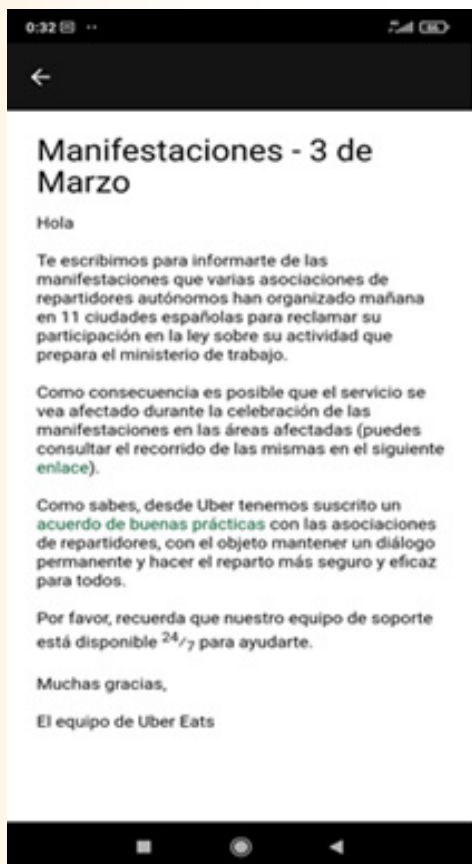 0:32
Manifestaciones - 3 de
Marzo
Hola
Te escribimos para informarte de las
manifestaciones que varias asociaciones de
repartidores autónomos han organizado mañana
en 11 ciudades españolas para reclamar su
participación en la ley sobre su actividad que
prepara el ministerio de trabajo.
Como consecuencia es posible que el servicio se
vea afectado durante la celebración de las
manifestaciones en las áreas afectadas (puedes
consultar el recorrido de las mismas en el siguiente
enlace).
Como sabes, desde Uber tenemos suscrito un
acuerdo de buenas prácticas con las asociaciones
de repartidores, con el objeto mantener un diálogo
permanente y hacer el reparto más seguro y eficaz
para todos.
Por favor, recuerda que nuestro equipo de soporte
está disponible 24/7 para ayudarte.
Muchas gracias,
El equipo de Uber Eats